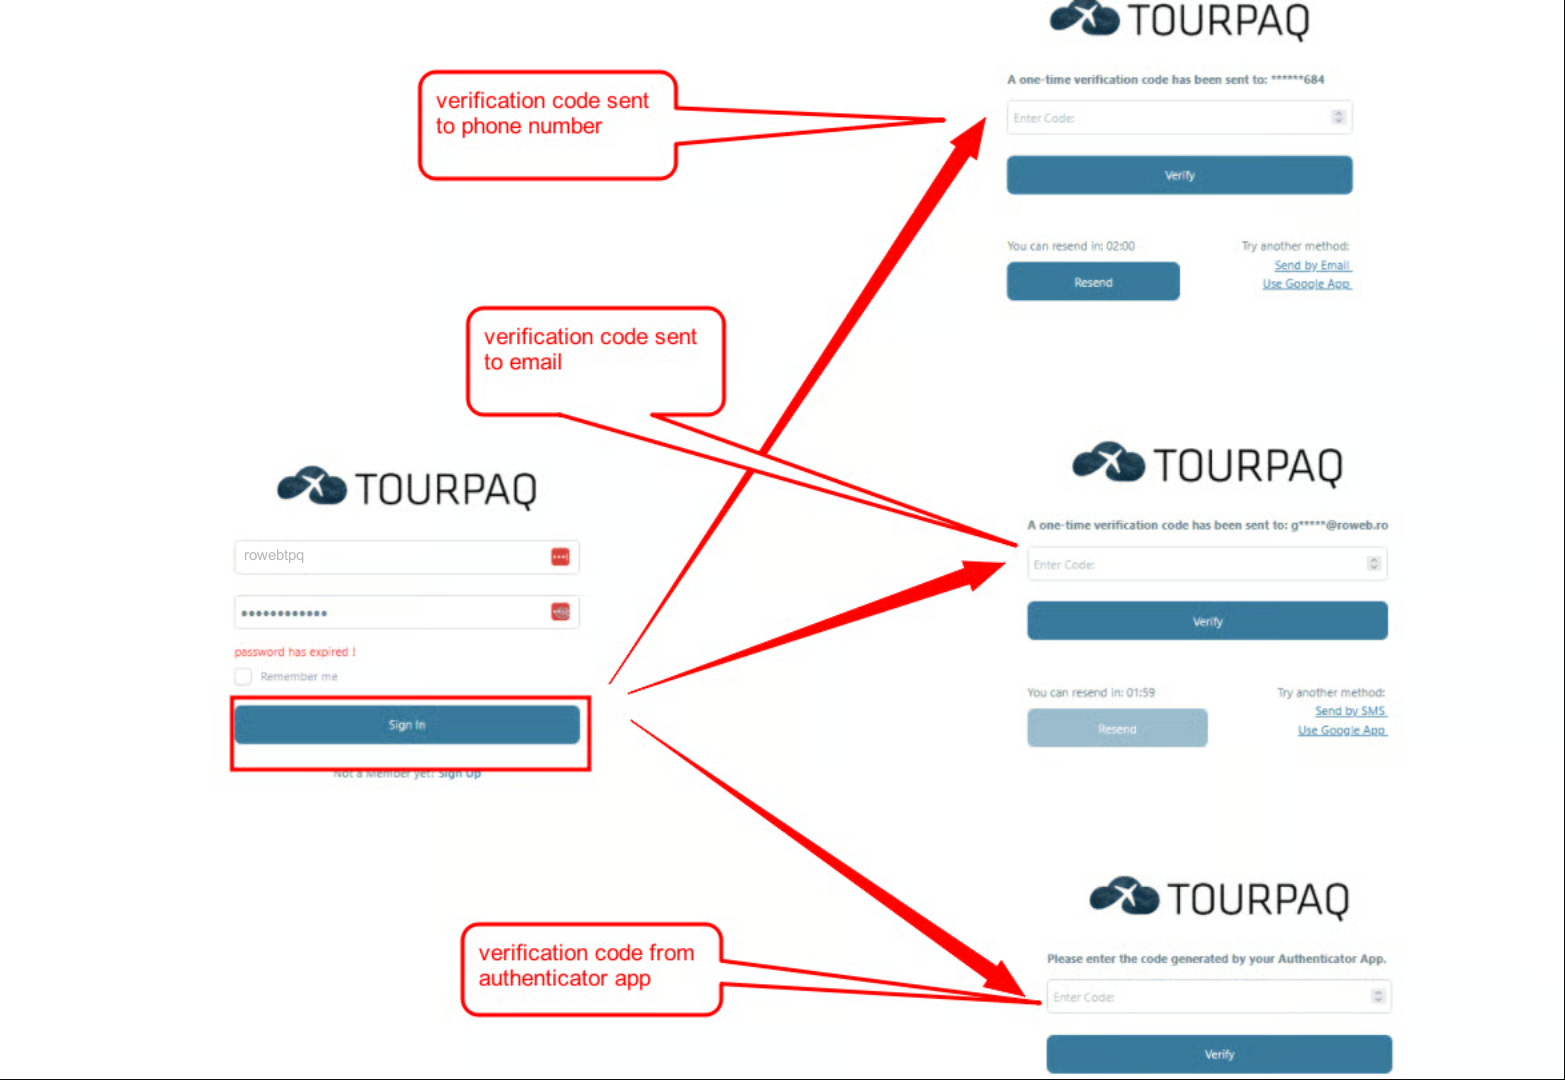 TOURPAQ
A one-time verification code has been sent to: ******684
Enter Code:
Verify
You can resend in: 02:00
Try another method:
Send by Email
Use Google App
Resend
verification code sent
to phone number
verification code sent
to email
TOURPAQ
rowebtpq
••••••••••••
password has expired !
Remember me
Sign In
Not a Member yet? Sign Up
TOURPAQ
A one-time verification code has been sent to: g*****@roweb.ro
Enter Code:
Verify
You can resend in: 01:59
Try another method:
Send by SMS
Use Google App
Resend
verification code from
authenticator app
TOURPAQ
Please enter the code generated by your Authenticator App.
Enter Code:
Verify